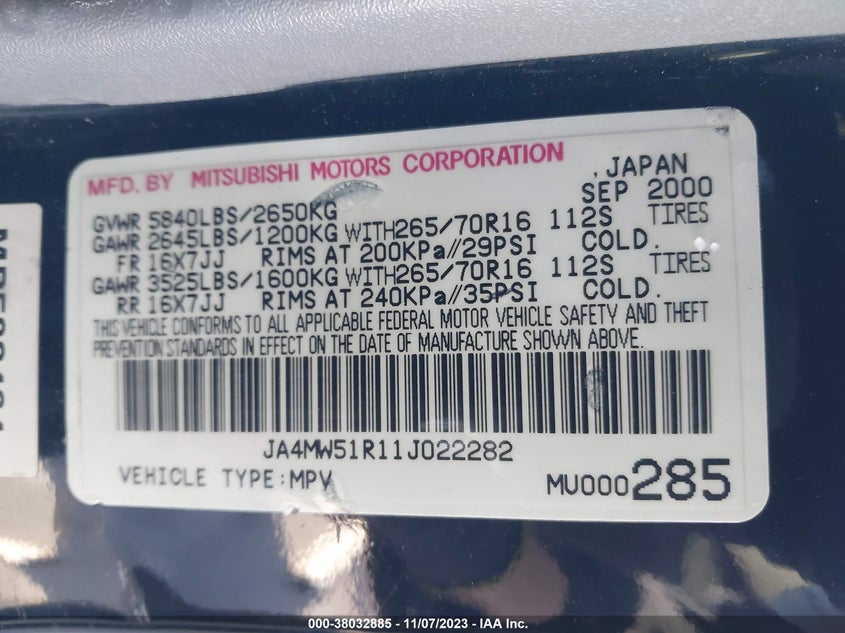 MFD. BY MITSUBISHI MOTORS CORPORATION , JAPAN
SEP 2000
GVWR 5840LBS/2650KG
GAWR 2645LBS/1200KG WITH265/70R16 112S TIRES
FR 16X7JJ RIMS AT 200KPa//29PSI COLD.
GAWR 3525LBS/1600KG WITH265/70R16 112S TIRES
RR 16X7JJ RIMS AT 240KPa//35PSI COLD.
THIS VEHICLE CONFORMS TO ALL APPLICABLE FEDERAL MOTOR VEHICLE SAFETY AND THEFT
PREVENTION STANDARDS IN EFFECT ON THE DATE OF MANUFACTURE SHOWN ABOVE.
JA4MW51R11J022282
VEHICLE TYPE:MPV MU000285
000-38032885 - 11/07/2023 - IAA Inc.